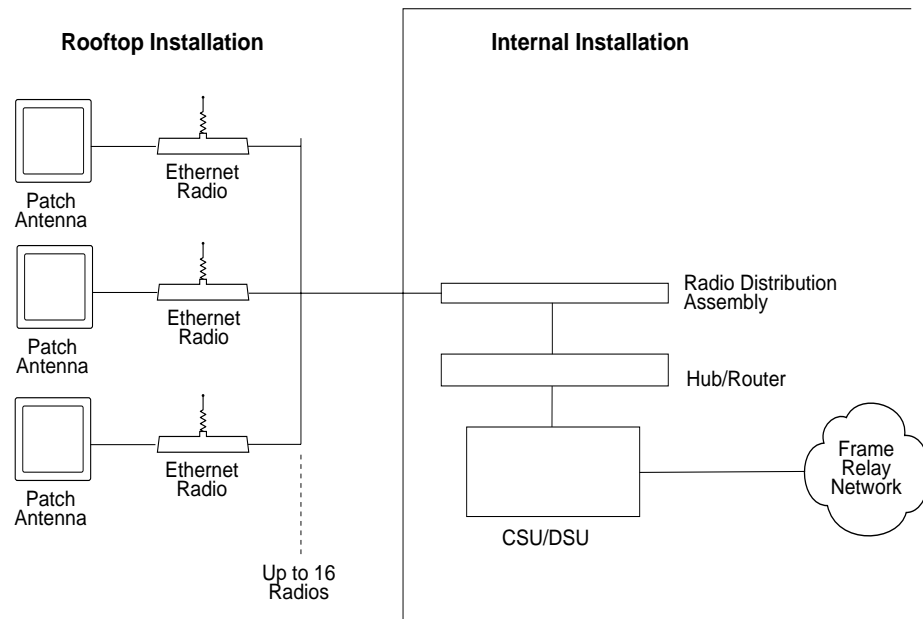 Rooftop Installation
Internal Installation
Ethernet
Radio
Patch
Antenna
Ethernet
Radio
Patch
Antenna
Ethernet
Radio
Patch
Antenna
Up to 16
Radios
Radio Distribution
Assembly
Hub/Router
CSU/DSU
Frame
Relay
Network